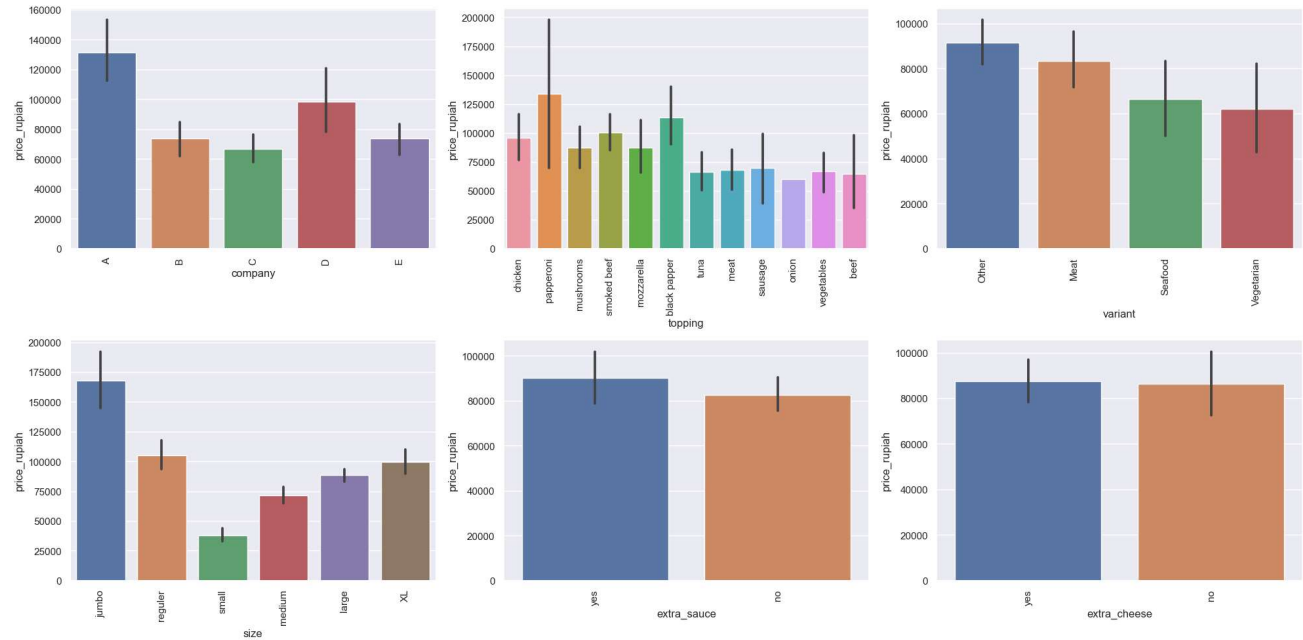 160000
140000
120000
100000
80000
60000
40000
20000
0
price_rupiah
A
B
C
D
E
company
200000
175000
150000
125000
100000
75000
50000
25000
0
price_rupiah
chicken
papperoni
mushrooms
smoked beef
mozzarella
black papper
tuna
meat
sausage
onion
vegetables
beef
topping
100000
80000
60000
40000
20000
0
price_rupiah
Other
Meat
Seafood
Vegetarian
variant
200000
175000
150000
125000
100000
75000
50000
25000
0
price_rupiah
jumbo
reguler
small
medium
large
XL
size
100000
80000
60000
40000
20000
0
price_rupiah
yes
no
extra_sauce
100000
80000
60000
40000
20000
0
price_rupiah
yes
no
extra_cheese